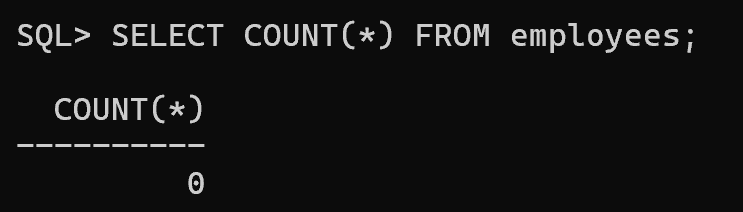 SQL> SELECT COUNT(*) FROM employees;
  COUNT(*)
----------
         0